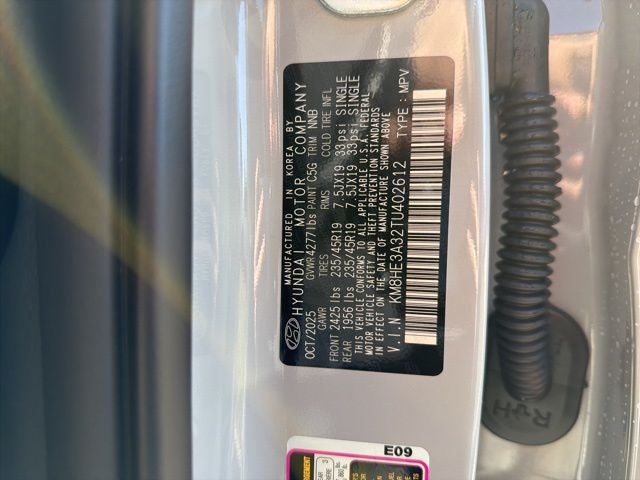 MANUFACTURED IN KOREA BY
HYUNDAI MOTOR COMPANY
OCT/2025 GVWR4277lbs PAINT C5G TRIM NNB
GAWR TIRES RIMS COLD TIRE INFL.
FRONT 2425lbs 235/45R19 7.5JX19 33psi SINGLE
REAR 1956lbs 235/45R19 7.5JX19 33psi SINGLE
THIS VEHICLE CONFORMS TO ALL APPLICABLE U.S.A. FEDERAL
MOTOR VEHICLE SAFETY AND THEFT PREVENTION STANDARDS
IN EFFECT ON THE DATE OF MANUFACTURE SHOWN ABOVE
V.I.N KM8HE3A32TU402612 TYPE : MPV
E09
RH